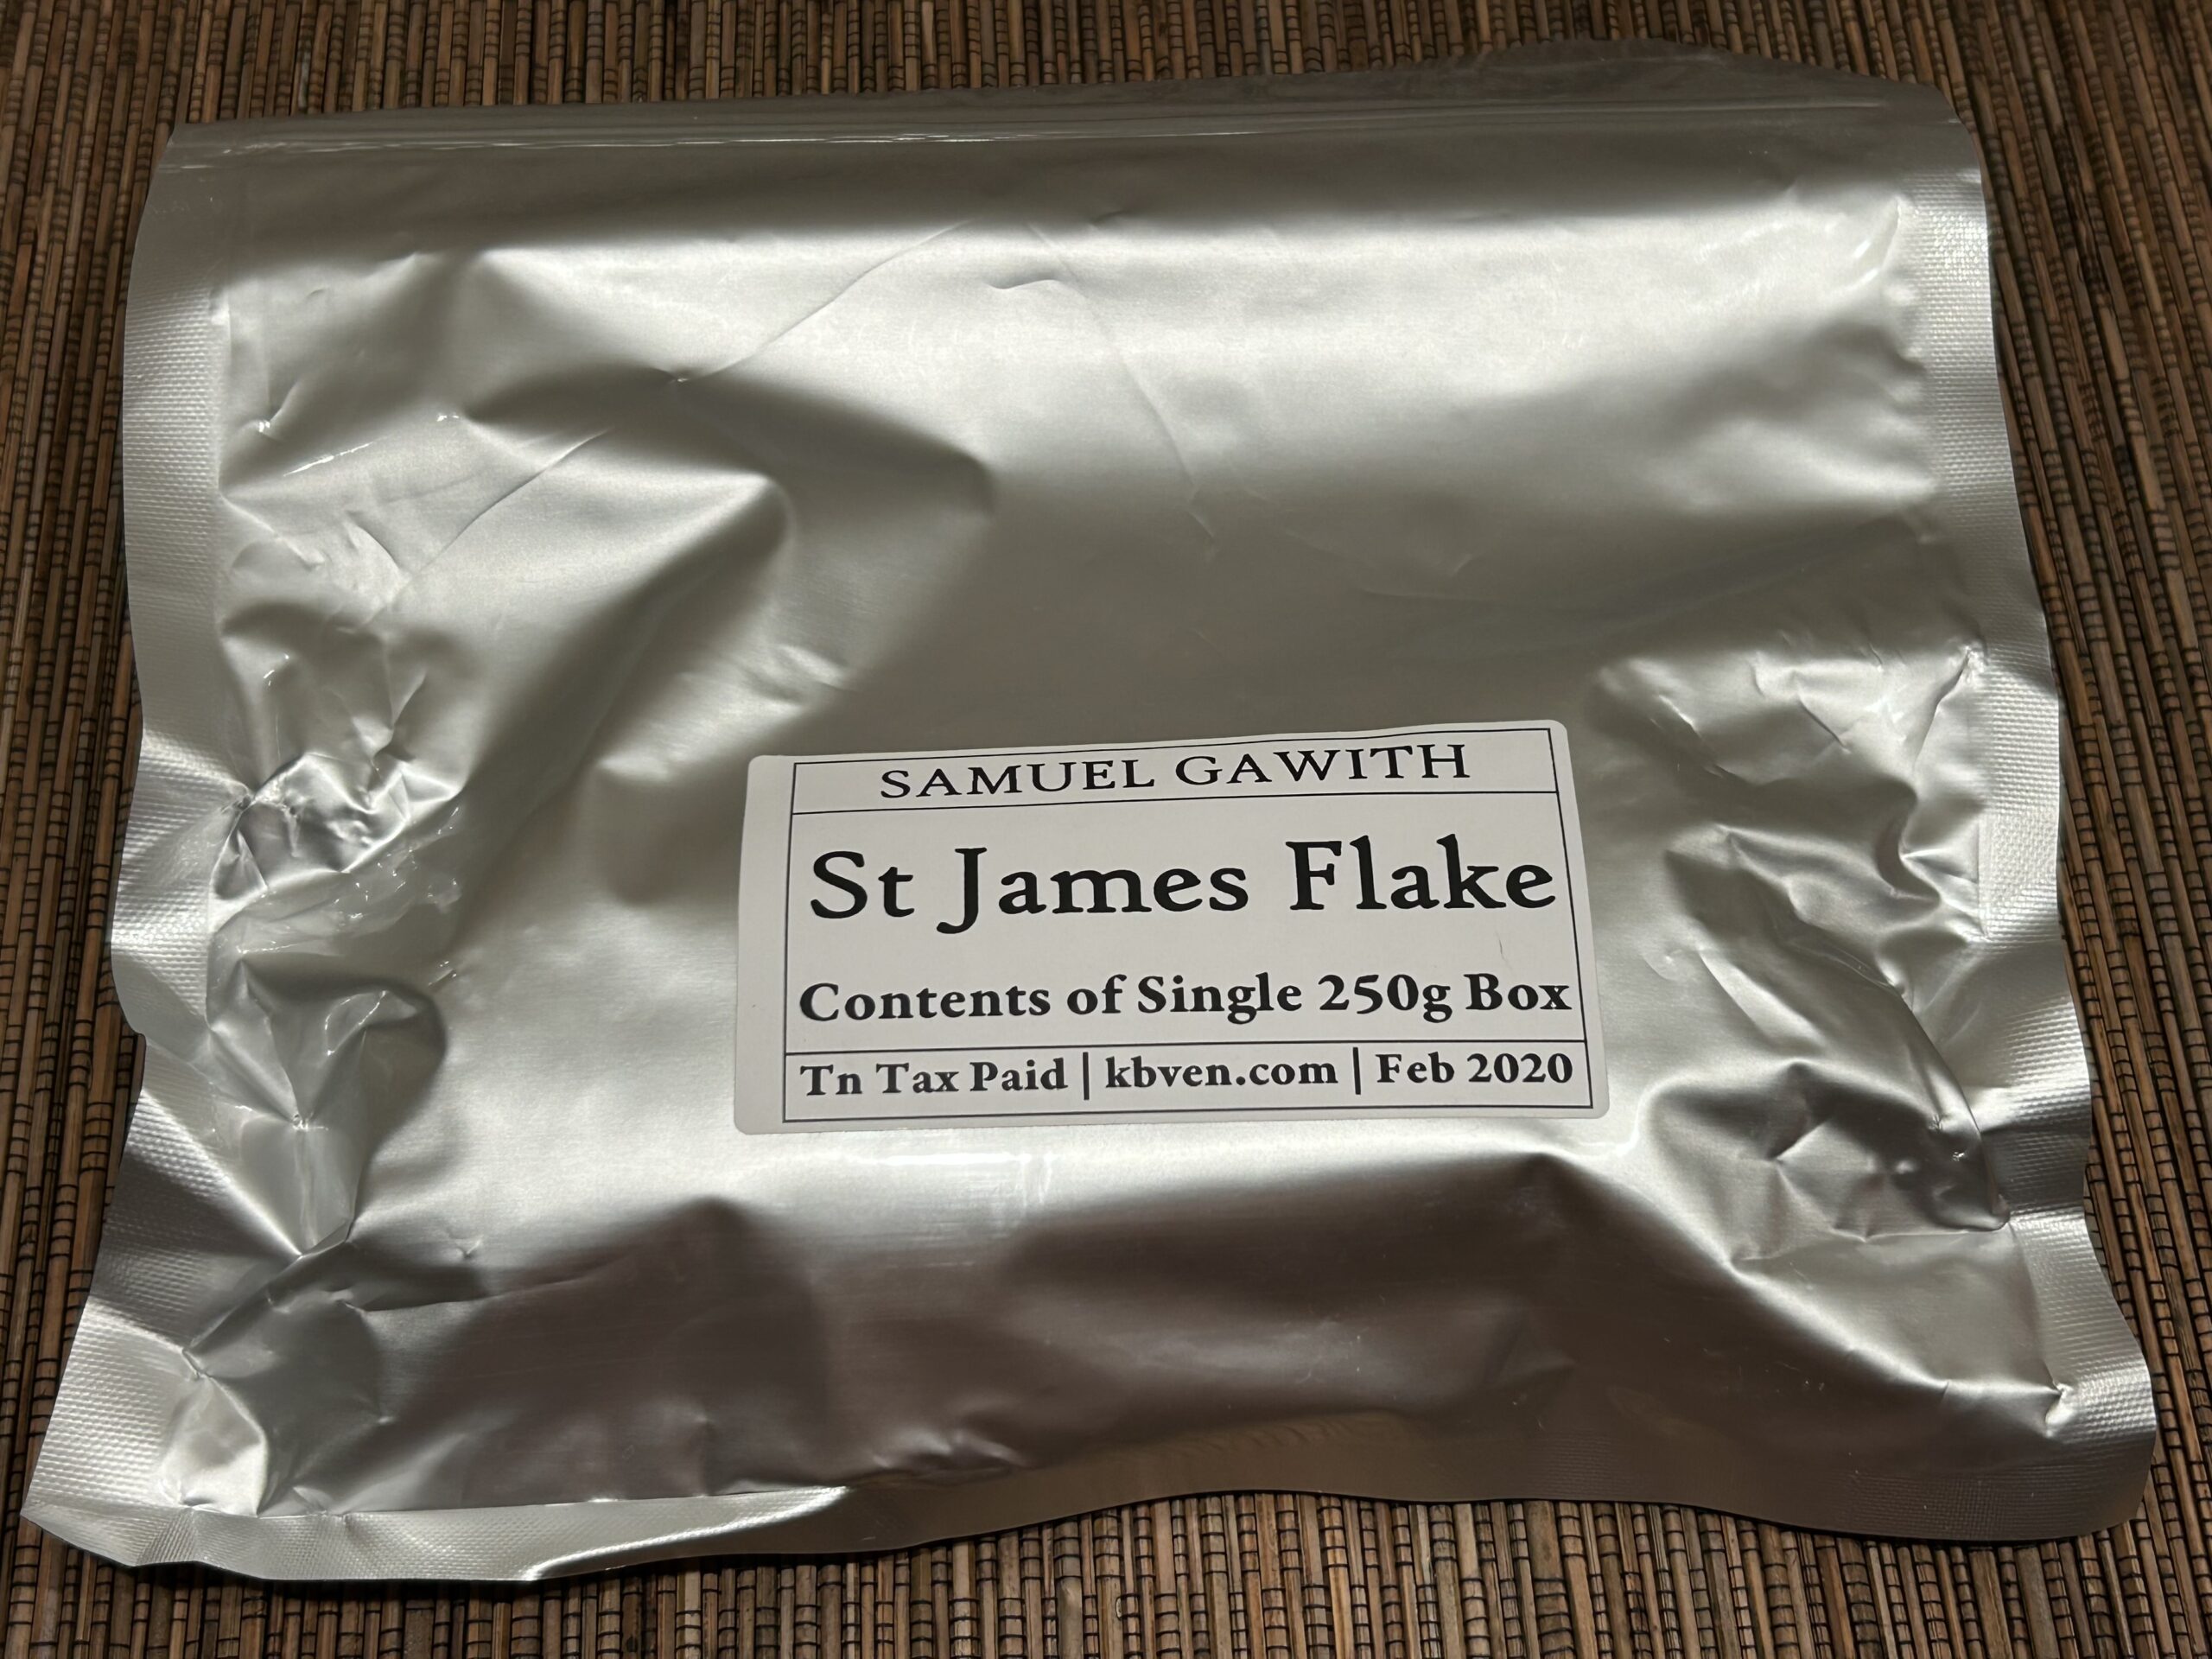 SAMUEL GAWITH
St James Flake
Contents of Single 250g Box
Tn Tax Paid | kbven.com | Feb 2020